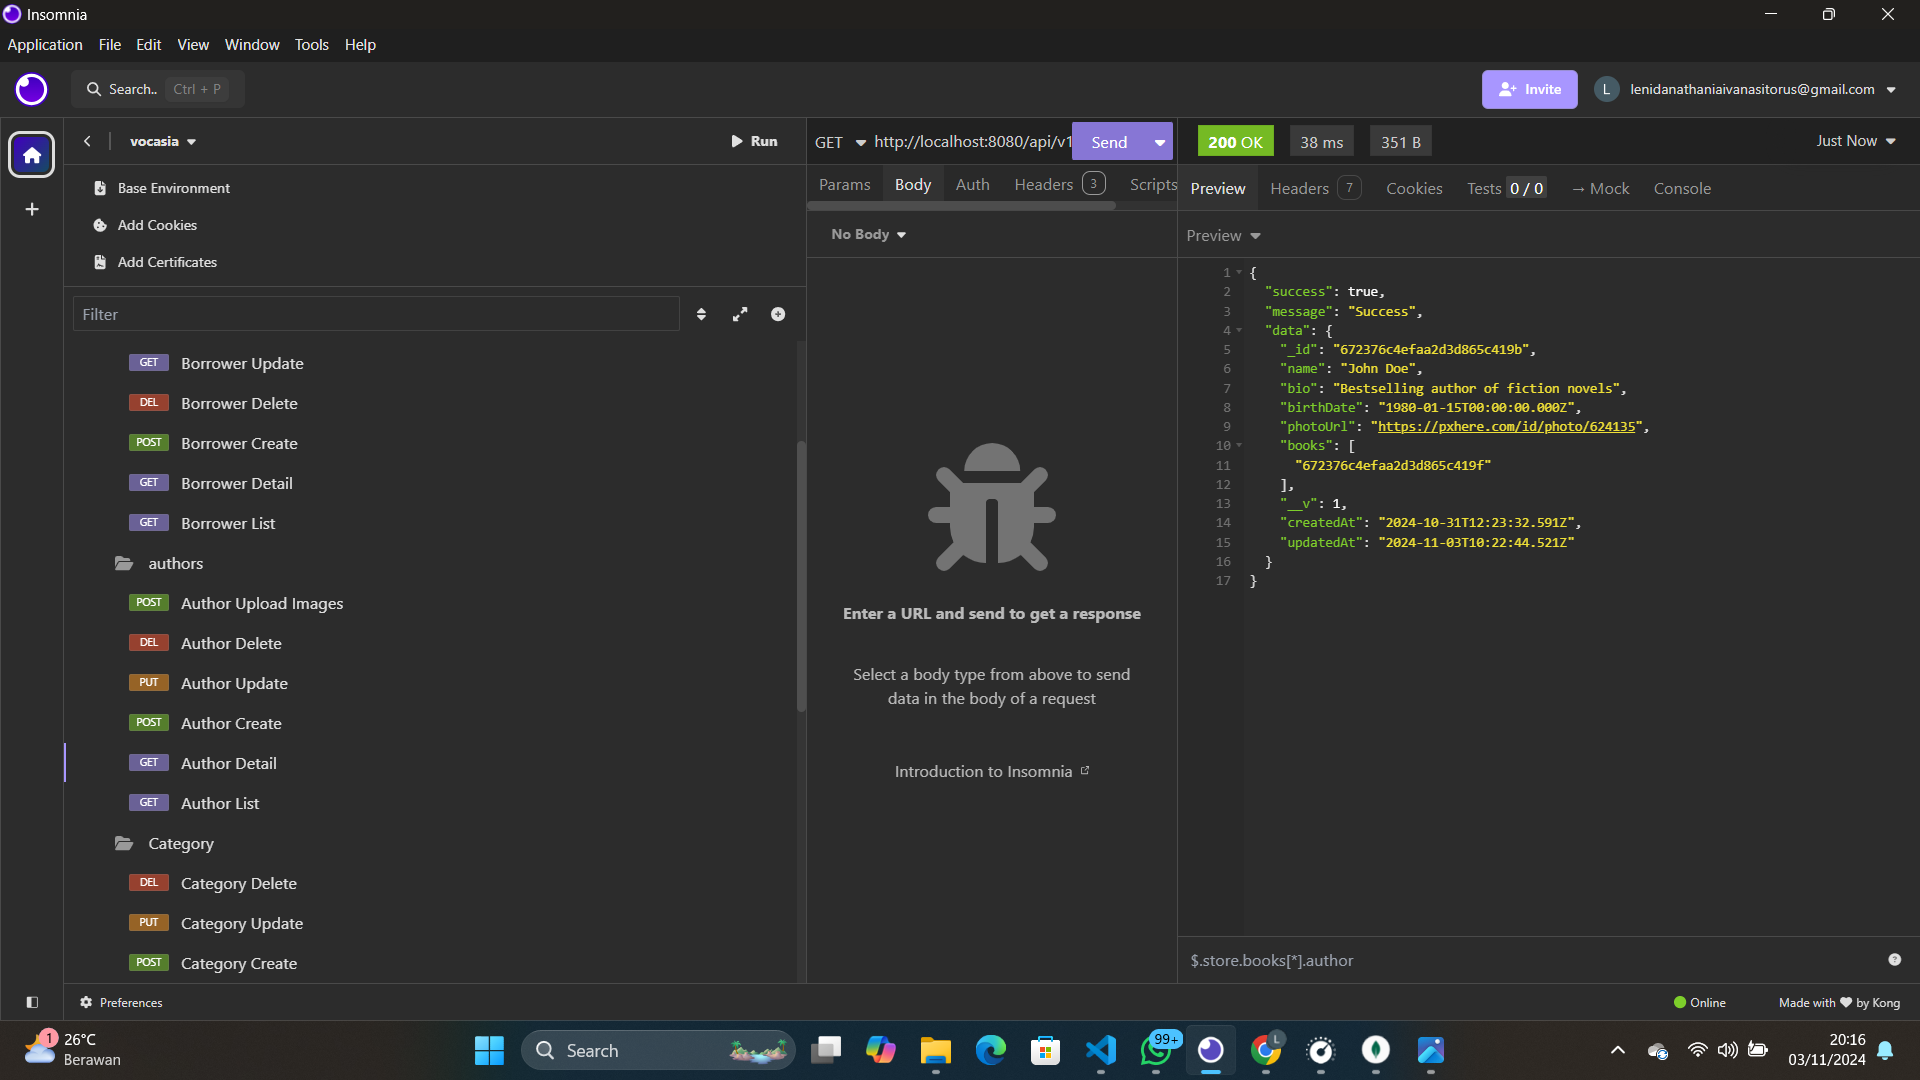 Insomnia
Application File Edit View Window Tools Help
Search.. Ctrl + P
Invite
L lenidanathaniaivanasitorus@gmail.com
vocasia
Run
Base Environment
Add Cookies
Add Certificates
Filter
GET Borrower Update
DEL Borrower Delete
POST Borrower Create
GET Borrower Detail
GET Borrower List
authors
POST Author Upload Images
DEL Author Delete
PUT Author Update
POST Author Create
GET Author Detail
GET Author List
Category
DEL Category Delete
PUT Category Update
POST Category Create
Preferences
GET http://localhost:8080/api/v1 Send
Params Body Auth Headers 3 Scripts
No Body
Enter a URL and send to get a response
Select a body type from above to send
data in the body of a request
Introduction to Insomnia
200 OK 38 ms 351 B Just Now
Preview Headers 7 Cookies Tests 0 / 0 → Mock Console
Preview
1 {
2 "success": true,
3 "message": "Success",
4 "data": {
5 "_id": "672376c4efaa2d3d865c419b",
6 "name": "John Doe",
7 "bio": "Bestselling author of fiction novels",
8 "birthDate": "1980-01-15T00:00:00.000Z",
9 "photoUrl": "https://pxhere.com/id/photo/624135",
10 "books": [
11 "672376c4efaa2d3d865c419f"
12 ],
13 "__v": 1,
14 "createdAt": "2024-10-31T12:23:32.591Z",
15 "updatedAt": "2024-11-03T10:22:44.521Z"
16 }
17 }
$.store.books[*].author
Online
Made with ❤ by Kong
1
26°C
Berawan
Search
99+
L
20:16
03/11/2024